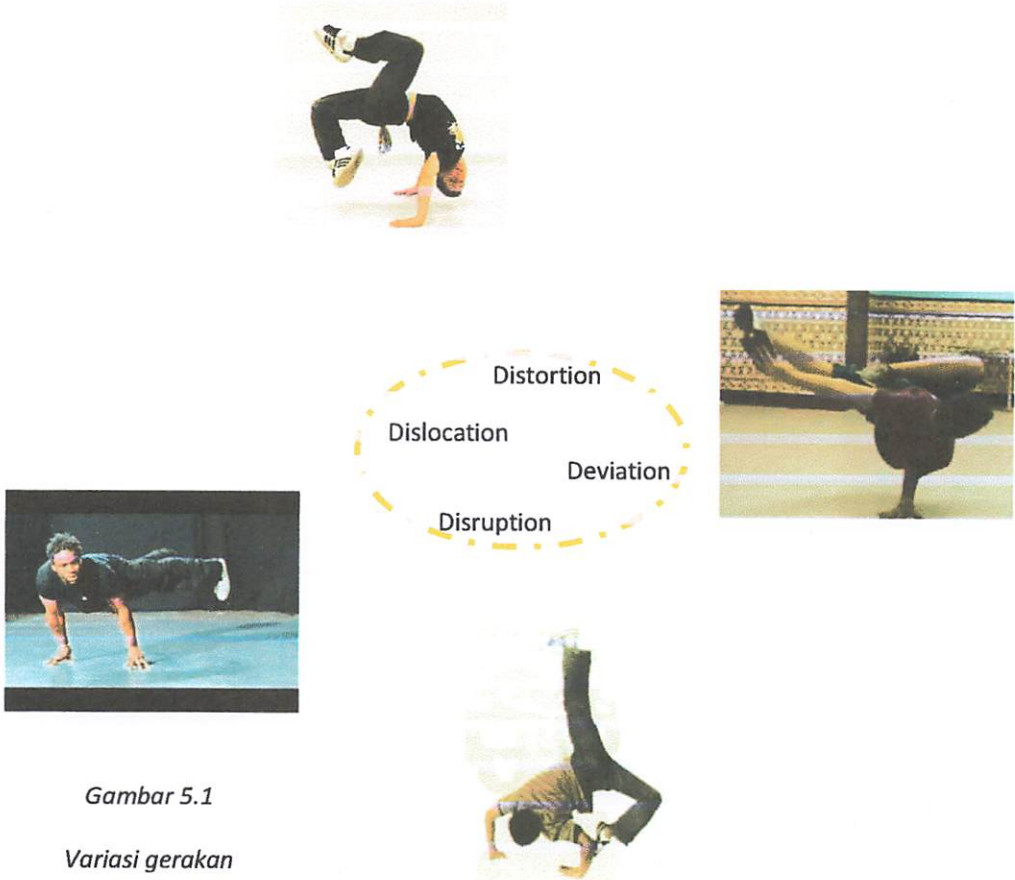 Distortion
Dislocation
Deviation
Disruption
Gambar 5.1
Variasi gerakan